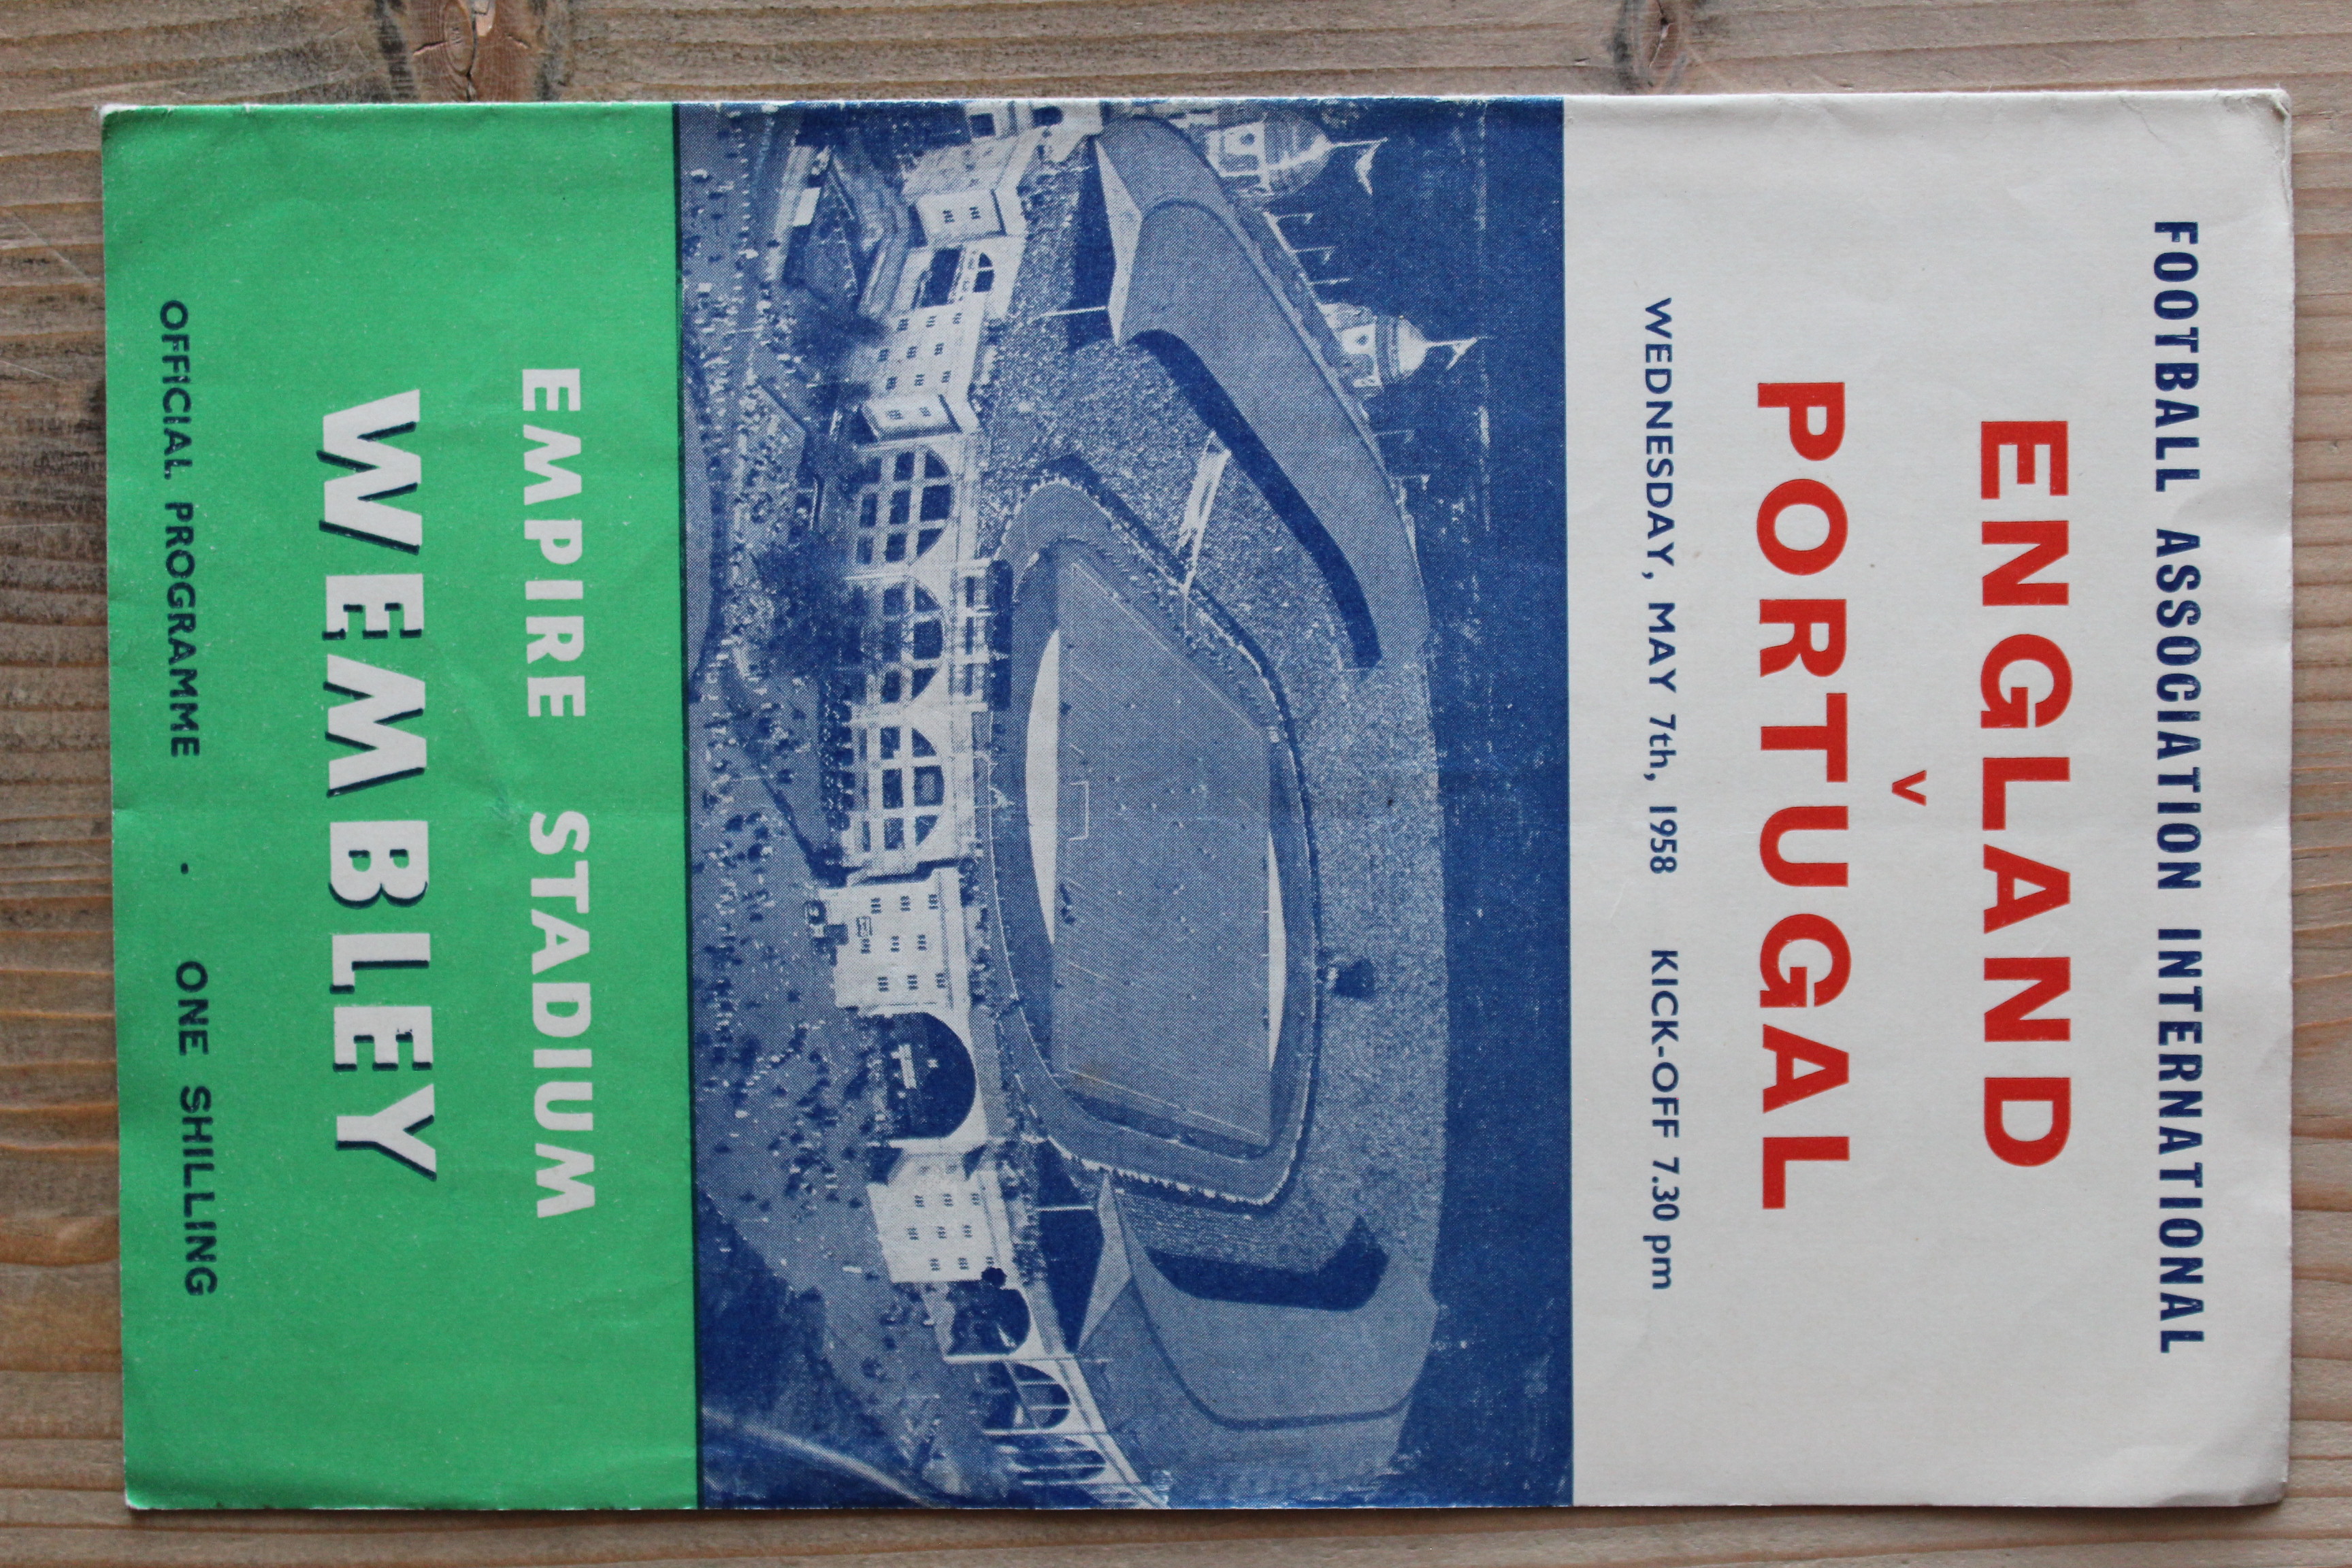 FOOTBALL ASSOCIATION INTERNATIONAL
ENGLAND
v
PORTUGAL
WEDNESDAY, MAY 7th, 1958 KICK-OFF 7.30 pm
EMPIRE STADIUM
WEMBLEY
OFFICIAL PROGRAMME · ONE SHILLING